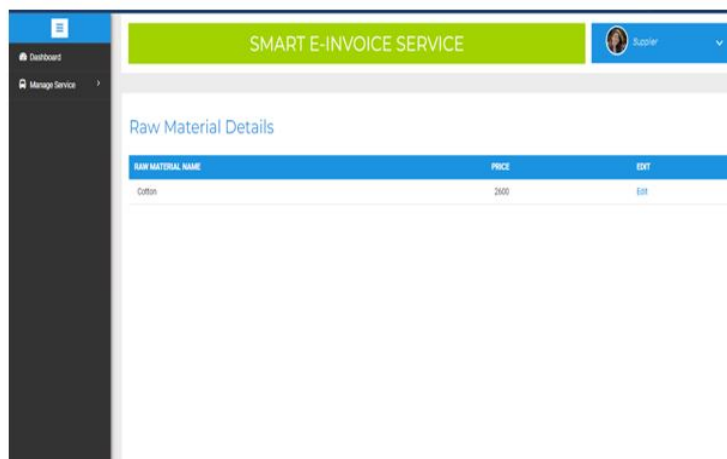 SMART E-INVOICE SERVICE
Supplier
Dashboard
Manage Service
Raw Material Details
RAW MATERIAL NAME PRICE EDIT
Cotton 2600 Edit